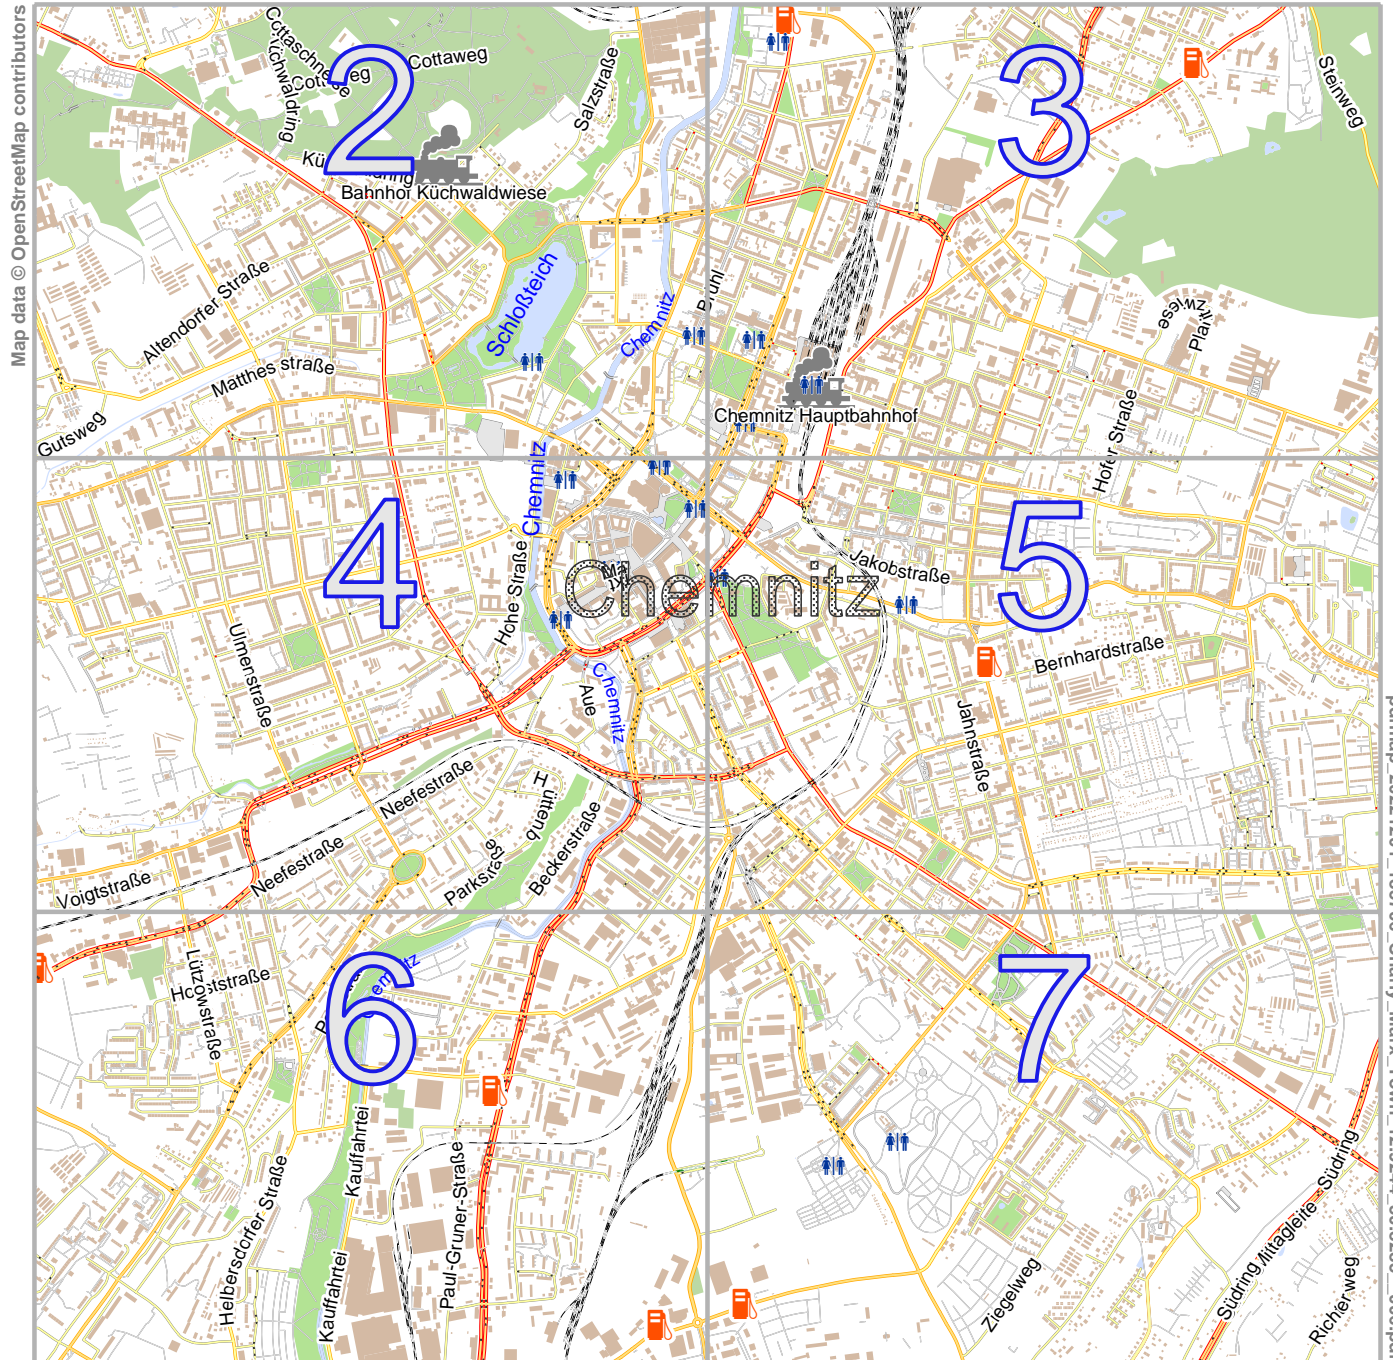 Map data © OpenStreetMap contributors
Cottaweg
Salzstraße
Steinweg
2
3
Küchwaldring
Bahnhof Küchwaldwiese
Altendorfer Straße
Schloßteich
Chemnitz
Brühl
Matthes straße
Gutsweg
Chemnitz Hauptbahnhof
Hofer Straße
Chemnitz
4
5
Hohe Straße
Chemnitz
Jakobstraße
Ulmenstraße
Aue
Chemnitz
Bernhardstraße
Jahnstraße
Neefestraße
Beckerstraße
Neefestraße
Voigtstraße
Parkstraße
Lützowstraße
6
7
Kauffahrtei
Paul-Gruner-Straße
Helbersdorfer Straße
Kauffahrtei
Südring
Südring
Ziegelweg
Richterweg